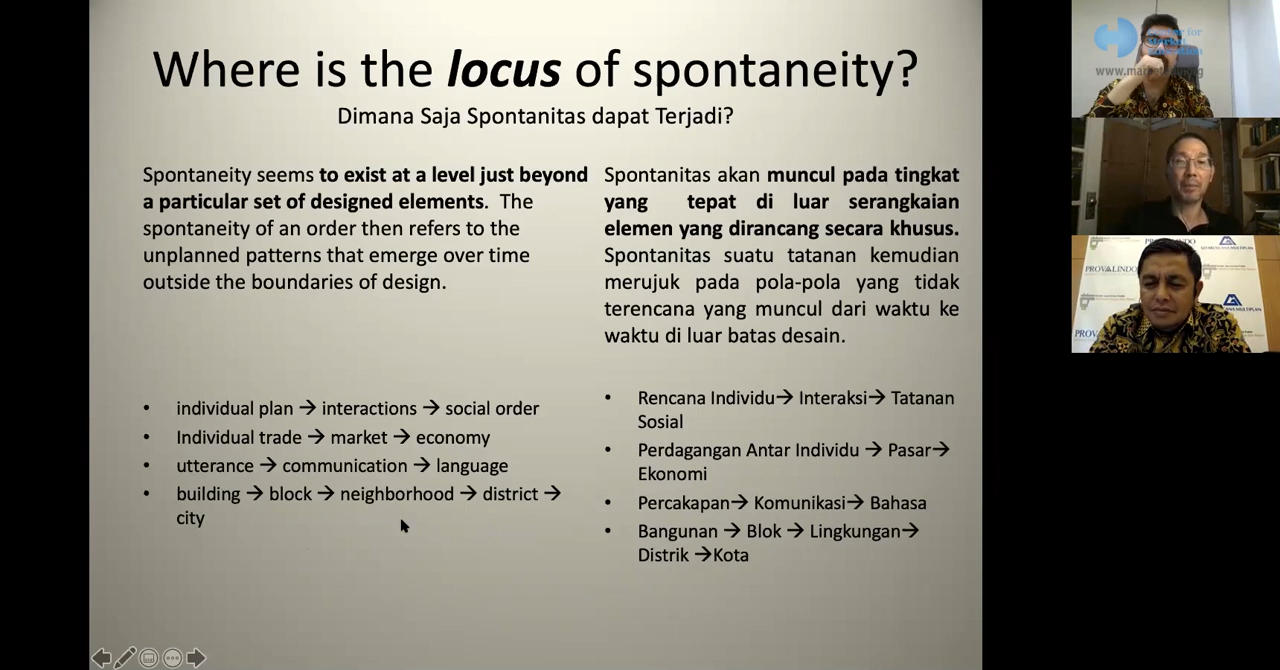 Where is the locus of spontaneity?
Dimana Saja Spontanitas dapat Terjadi?
Spontaneity seems to exist at a level just beyond
a particular set of designed elements. The
spontaneity of an order then refers to the
unplanned patterns that emerge over time
outside the boundaries of design.
• individual plan → interactions → social order
• Individual trade → market → economy
• utterance → communication → language
• building → block → neighborhood → district →
city
Spontanitas akan muncul pada tingkat
yang tepat di luar serangkaian
elemen yang dirancang secara khusus.
Spontanitas suatu tatanan kemudian
merujuk pada pola-pola yang tidak
terencana yang muncul dari waktu ke
waktu di luar batas desain.
• Rencana Individu→ Interaksi→ Tatanan
Sosial
• Perdagangan Antar Individu → Pasar→
Ekonomi
• Percakapan→ Komunikasi→ Bahasa
• Bangunan → Blok → Lingkungan→
Distrik →Kota
for
PROVALINDO